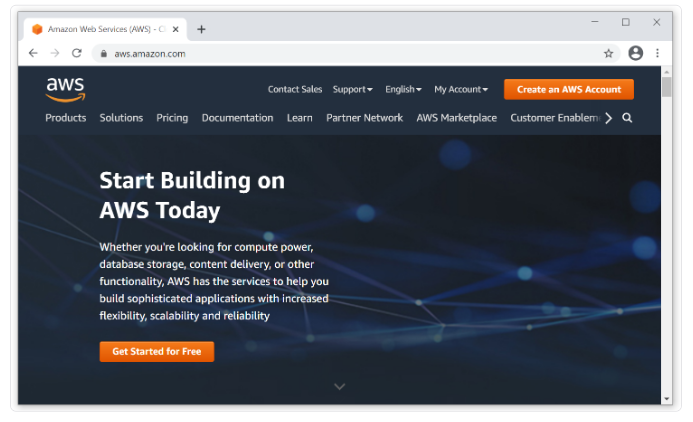 Amazon Web Services (AWS) - Cl
aws.amazon.com
aws
Contact Sales Support English My Account Create an AWS Account
Products Solutions Pricing Documentation Learn Partner Network AWS Marketplace Customer Enablem
Start Building on
AWS Today
Whether you're looking for compute power,
database storage, content delivery, or other
functionality, AWS has the services to help you
build sophisticated applications with increased
flexibility, scalability and reliability
Get Started for Free